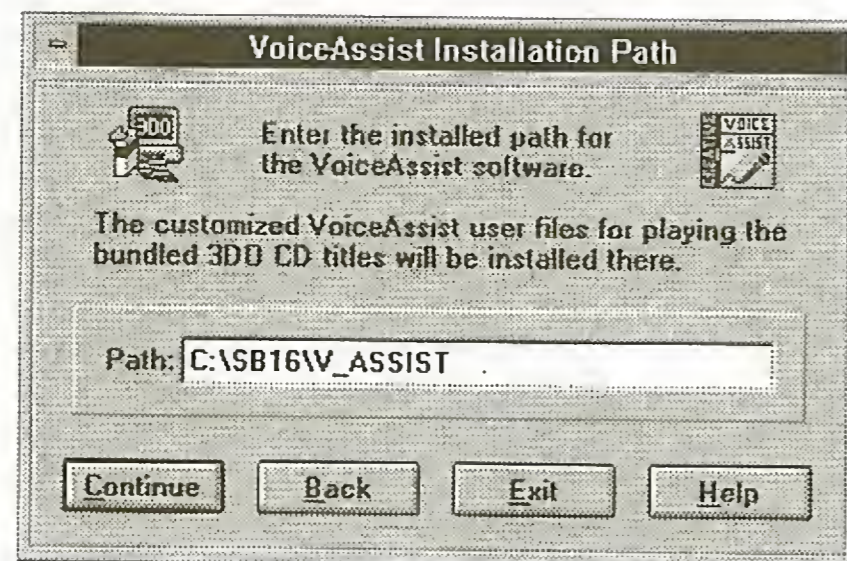 VoiceAssist Installation Path
3DO
Enter the installed path for
the VoiceAssist software.
CREATIVE
VOICE
ASSIST
The customized VoiceAssist user files for playing the
bundled 3DO CD titles will be installed there.
Path: C:\SB16\V_ASSIST
Continue
Back
Exit
Help